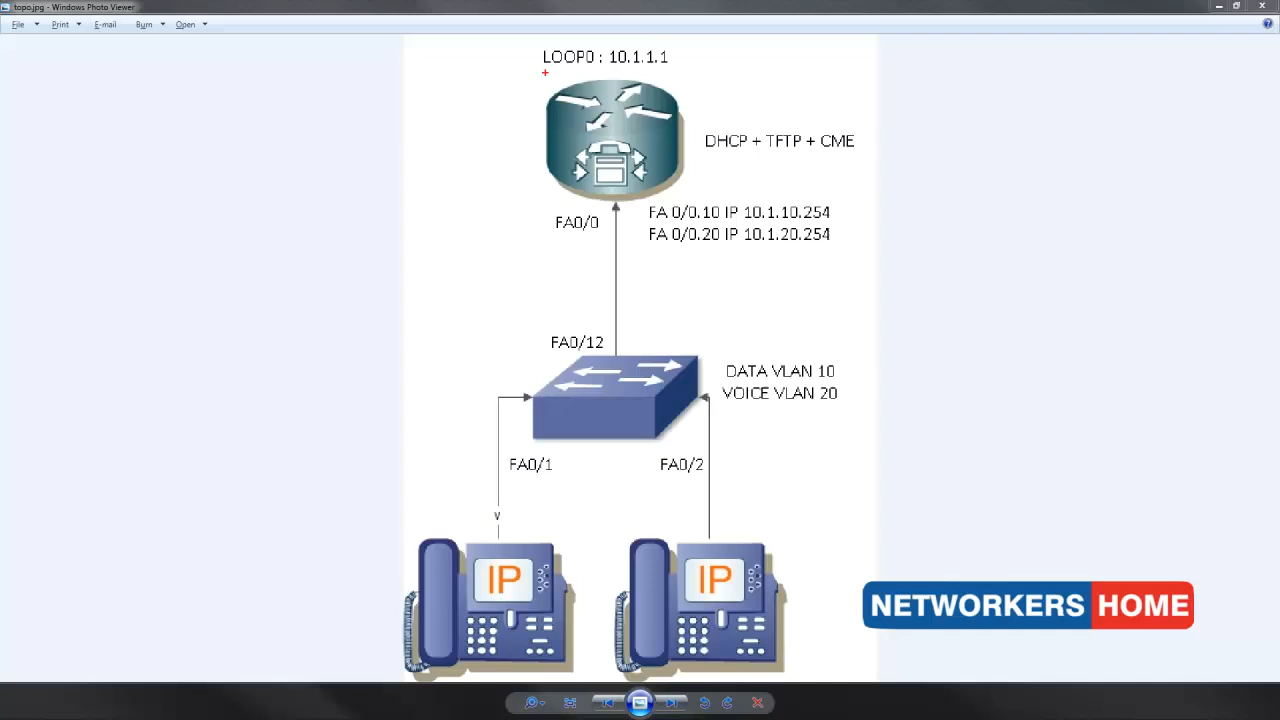 topo.jpg - Windows Photo Viewer
File Print E-mail Burn Open
LOOP0 : 10.1.1.1
DHCP + TFTP + CME
FA0/0
FA 0/0.10 IP 10.1.10.254
FA 0/0.20 IP 10.1.20.254
FA0/12
DATA VLAN 10
VOICE VLAN 20
FA0/1
FA0/2
V
IP
IP
NETWORKERS HOME